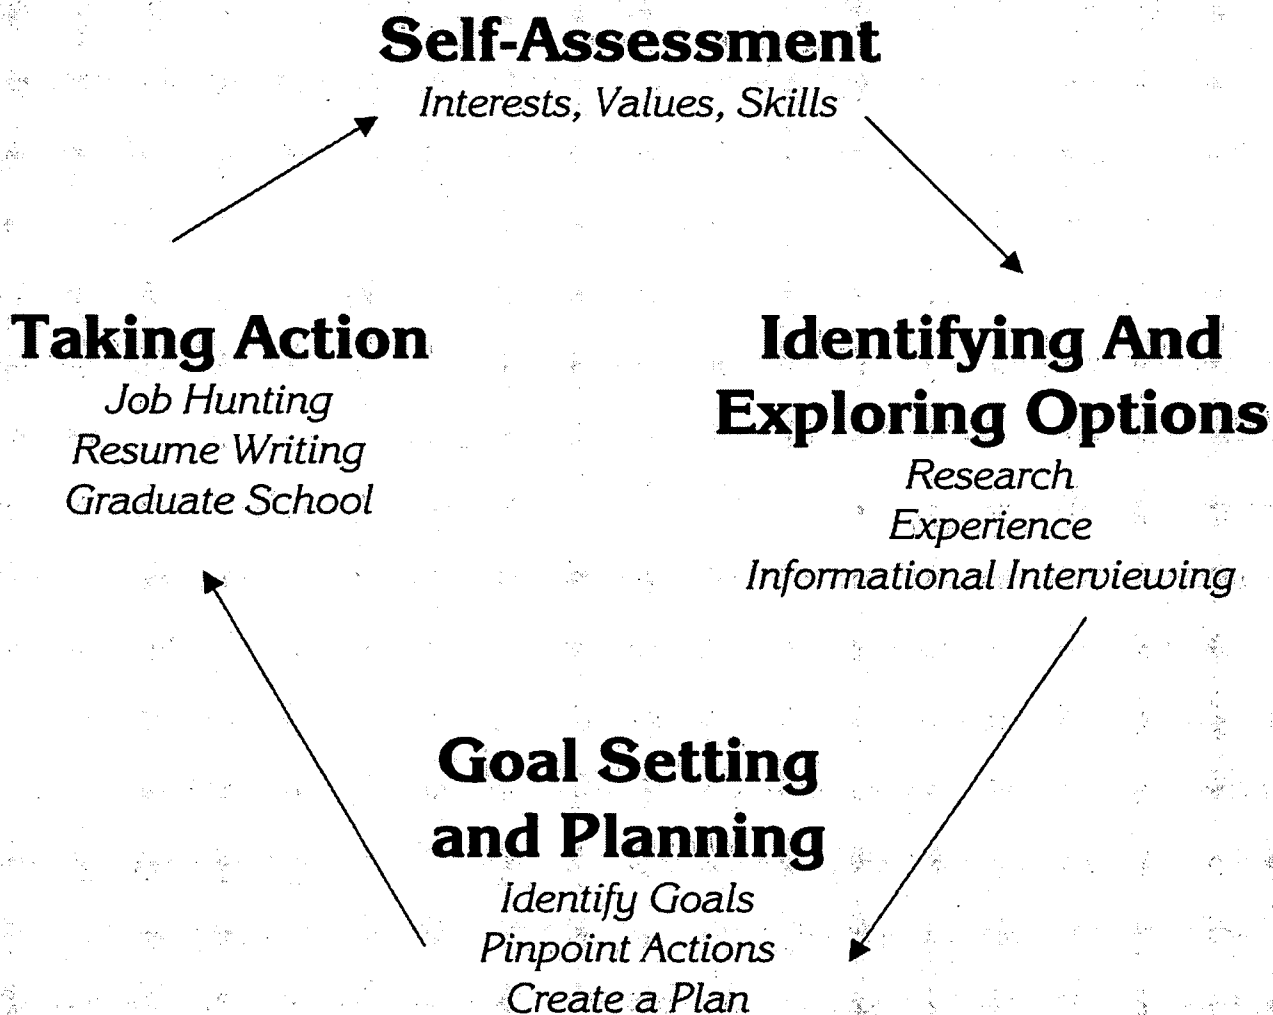 Self-Assessment
Interests, Values, Skills
Taking Action
Job Hunting
Resume Writing
Graduate School
Identifying And
Exploring Options
Research
Experience
Informational Interviewing
Goal Setting
and Planning
Identify Goals
Pinpoint Actions
Create a Plan